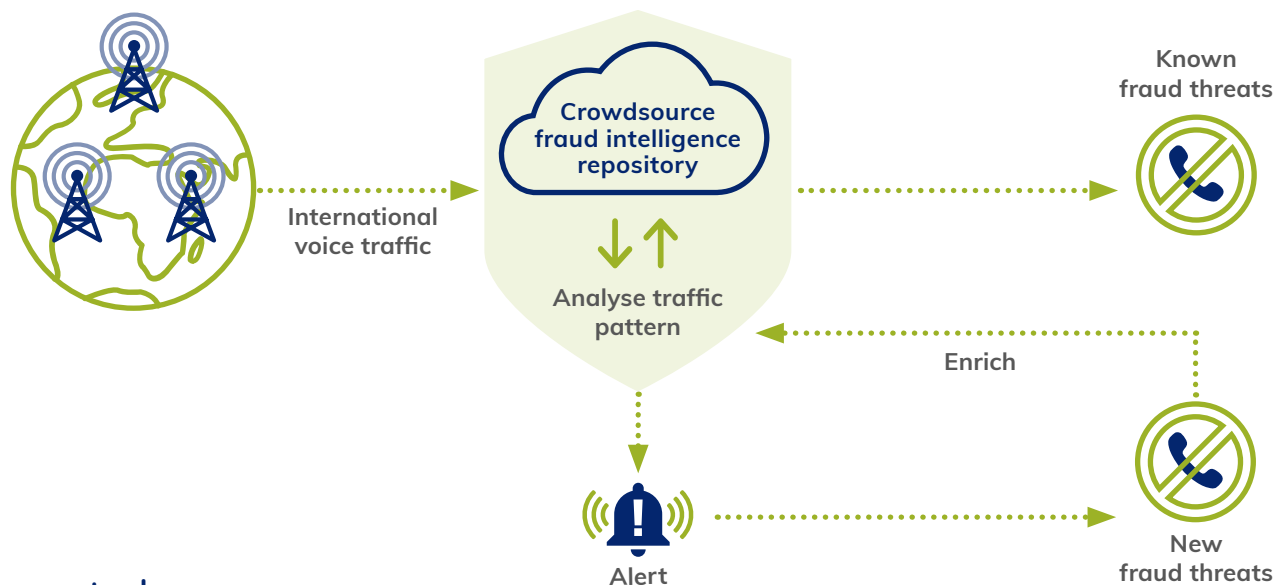 Known
fraud threats
Crowdsource
fraud intelligence
repository
International
voice traffic
Analyse traffic
pattern
Enrich
Alert
New
fraud threats